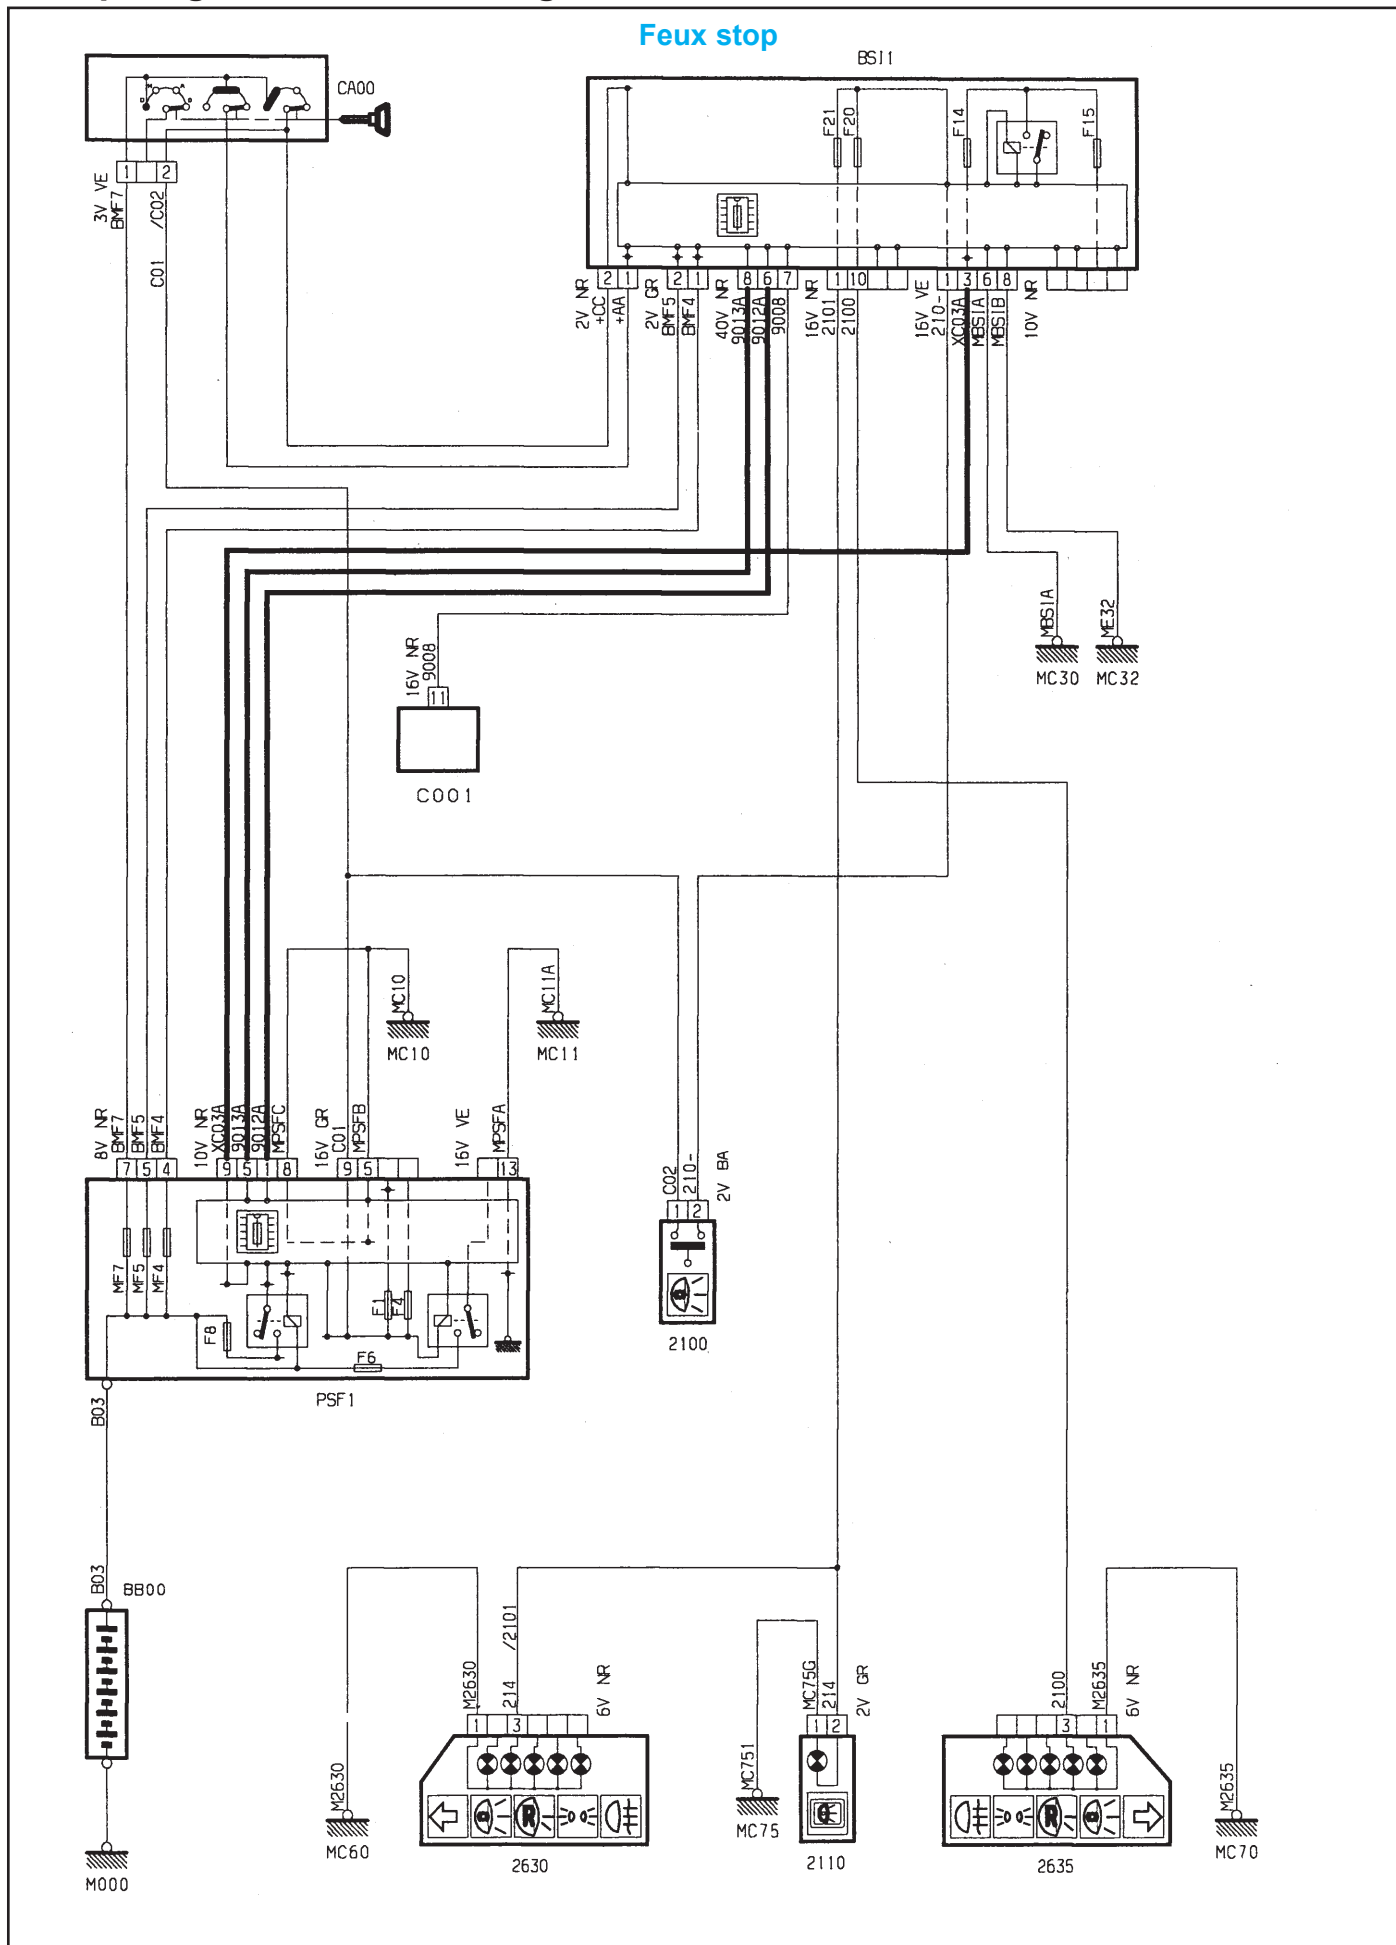 Feux stop
BSI1
CA00
F21
F20
F14
F15
1
2
3V VE
BMF7
/C02
C01
2
1
2
1
8
6
7
1
10
1
3
6
8
2V NR
+CC
+AA
2V GR
BMF5
BMF4
40V NR
9013A
9012A
9008
16V NR
2101
2100
16V VE
210-
XC03A
MBS1A
MBS1B
10V NR
MBS1A
ME32
MC30
MC32
16V NR
9008
11
C001
MC10
MC11A
MC10
MC11
8V NR
BMF7
BMF5
BMF4
10V NR
XC03A
9013A
9012A
MPSFC
16V GR
C01
MPSFB
16V VE
MPSFA
7
5
4
9
5
1
8
9
5
13
C02
210-
2V BA
1
2
MF7
MF5
MF4
F8
F1
F4
F6
2100
PSF1
B03
B03
BB00
/2101
M2630
214
6V NR
MC75G
214
2V GR
2100
M2635
6V NR
1
3
1
2
3
1
M2630
MC751
M2635
R
R
MC60
MC75
MC70
2630
2110
2635
M000